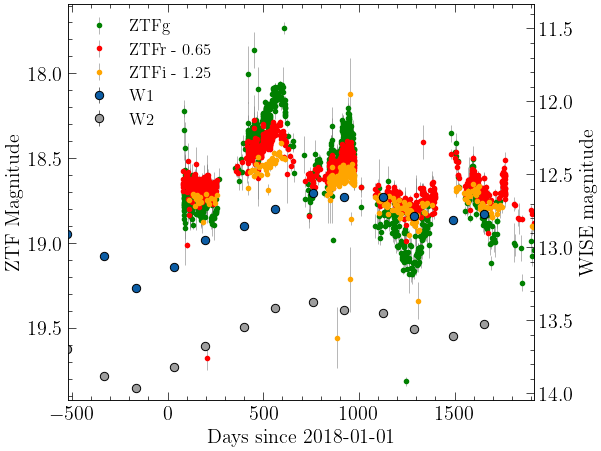 ZTFg
ZTFr - 0.65
ZTFi - 1.25
W1
W2
18.0
18.5
19.0
19.5
ZTF Magnitude
11.5
12.0
12.5
13.0
13.5
14.0
WISE magnitude
−500
0
500
1000
1500
Days since 2018-01-01